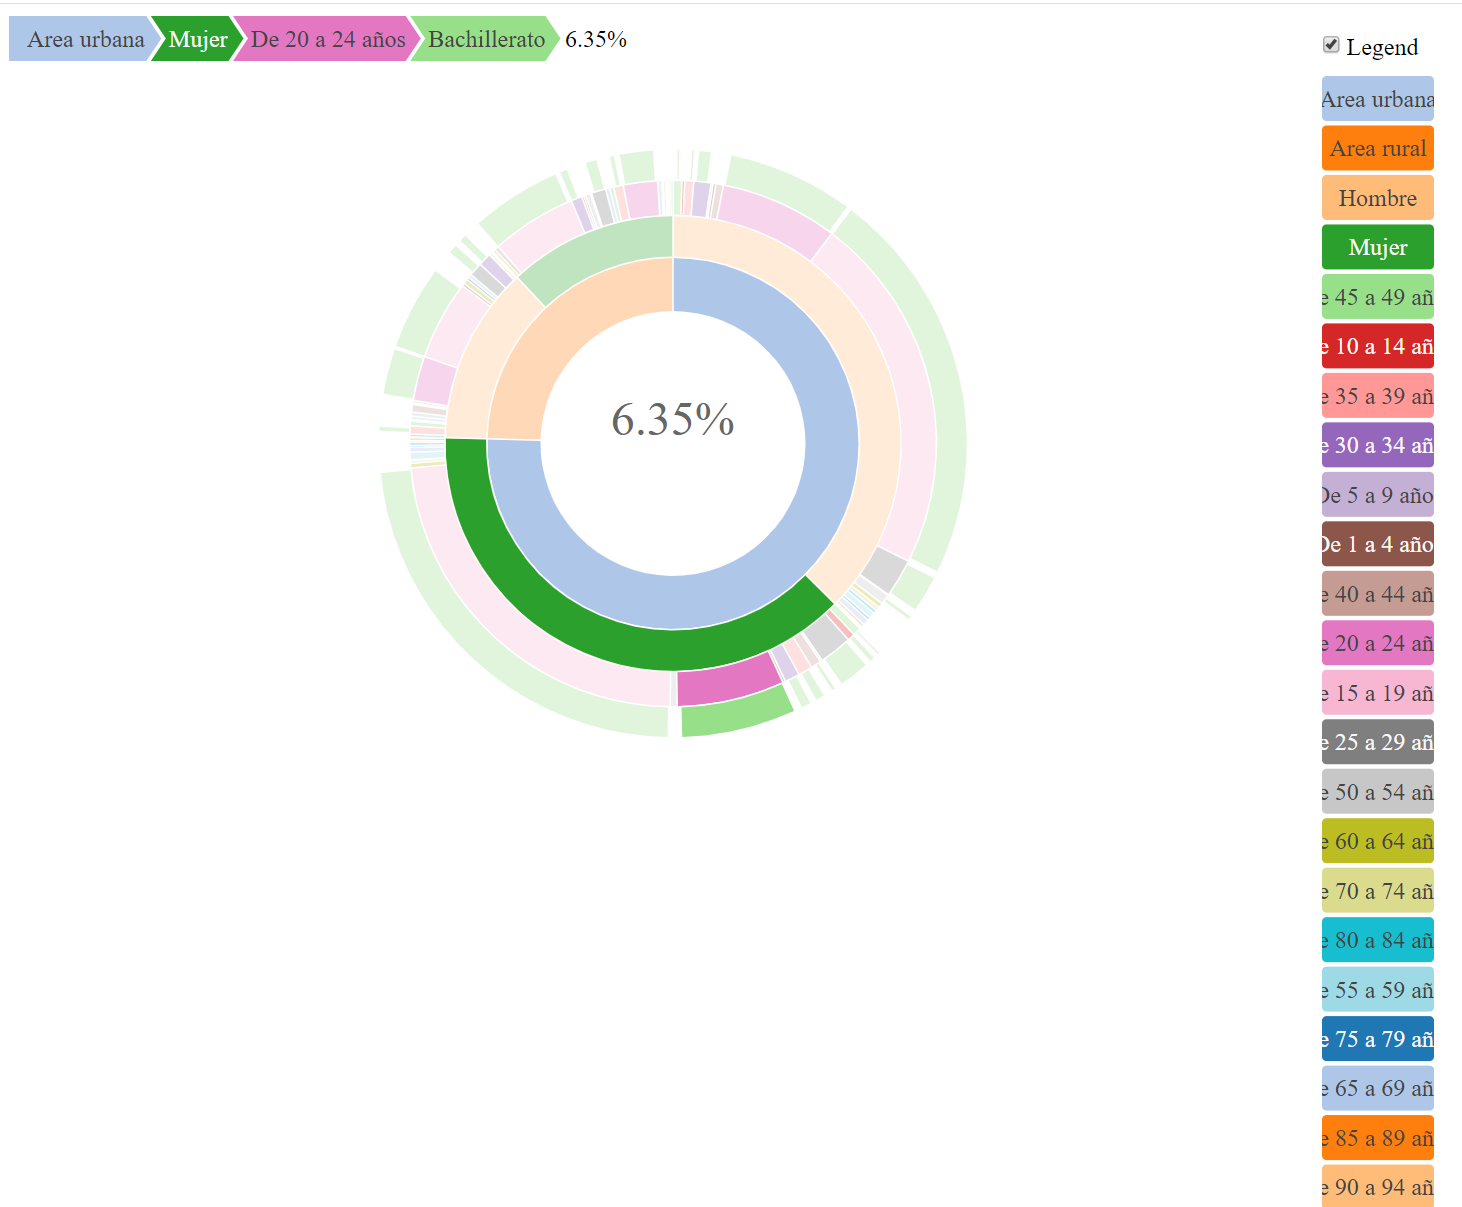 Area urbana Mujer De 20 a 24 años Bachillerato 6.35%
Legend
Area urbana
Area rural
Hombre
Mujer
e 45 a 49 añ
e 10 a 14 añ
e 35 a 39 añ
e 30 a 34 añ
De 5 a 9 año
De 1 a 4 año
e 40 a 44 añ
e 20 a 24 añ
e 15 a 19 añ
e 25 a 29 añ
e 50 a 54 añ
e 60 a 64 añ
e 70 a 74 añ
e 80 a 84 añ
e 55 a 59 añ
e 75 a 79 añ
e 65 a 69 añ
e 85 a 89 añ
e 90 a 94 añ
6.35%